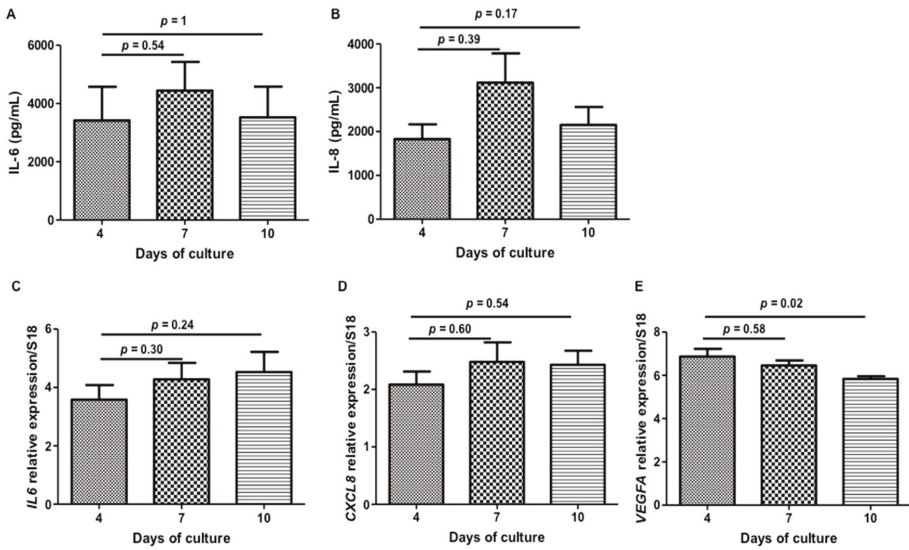 A
p = 1
p = 0.54
6000
4000
2000
0
IL-6 (pg/mL)
4 7 10
Days of culture
B
p = 0.17
p = 0.39
4000
3000
2000
1000
0
IL-8 (pg/mL)
4 7 10
Days of culture
C
p = 0.24
p = 0.30
6
4
2
0
IL6 relative expression/S18
4 7 10
Days of culture
D
p = 0.54
p = 0.60
3
2
1
0
CXCL8 relative expression/S18
4 7 10
Days of culture
E
p = 0.02
p = 0.58
8
6
4
2
0
VEGFA relative expression/S18
4 7 10
Days of culture